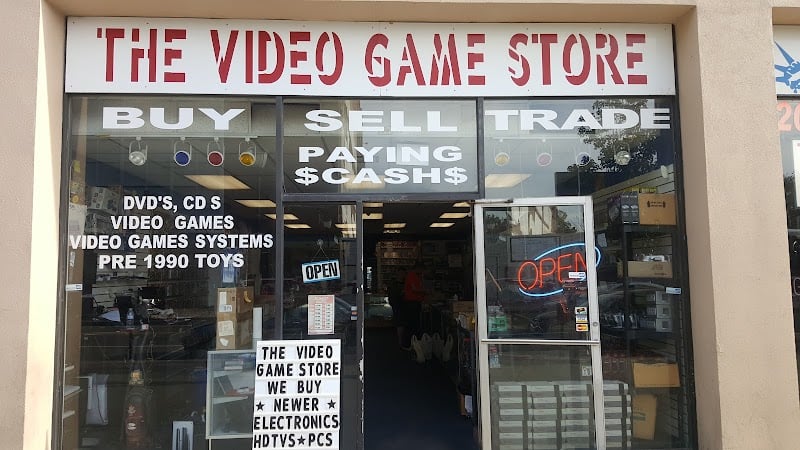 THE VIDEO GAME STORE
BUY SELL TRADE
PAYING
$CASH$
DVD'S, CD S
VIDEO GAMES
VIDEO GAMES SYSTEMS
PRE 1990 TOYS
OPEN
OPEN
THE VIDEO
GAME STORE
WE BUY
★ NEWER ★
ELECTRONICS
HDTVS★PCS